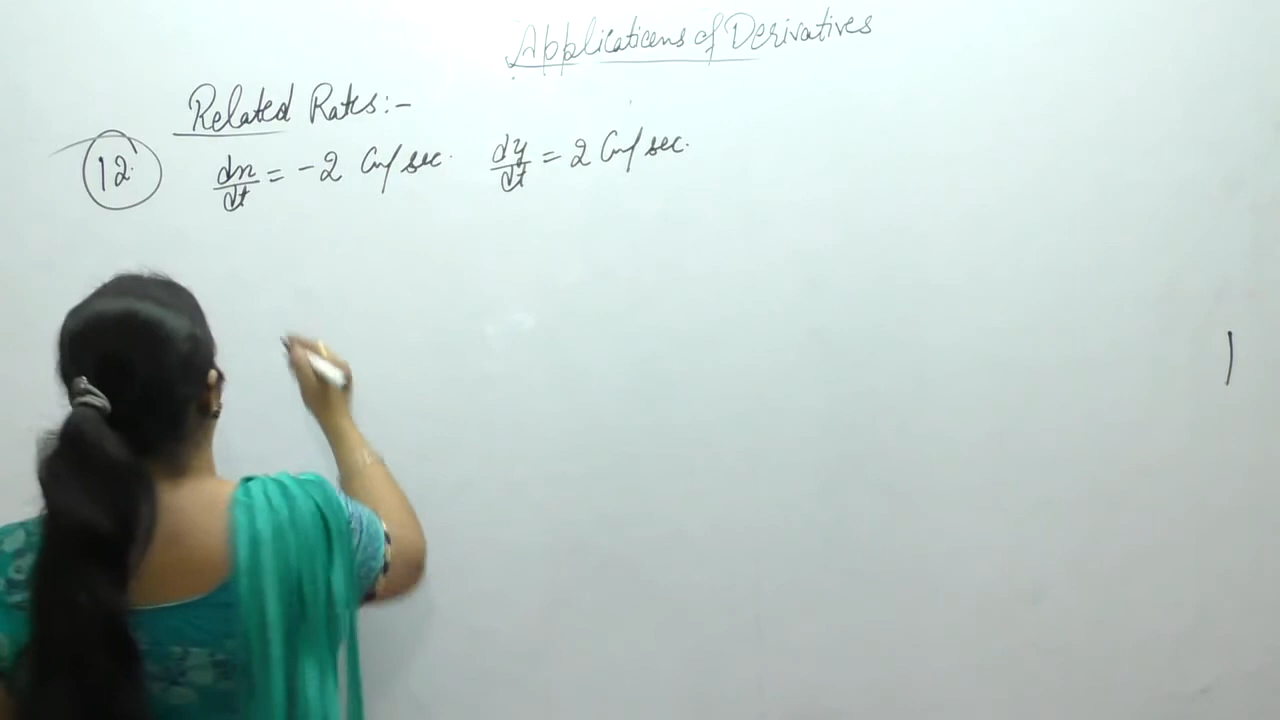 Applications of Derivatives
Related Rates:-
12. dx/dt = -2 Cm/sec. dy/dt = 2 Cm/sec.